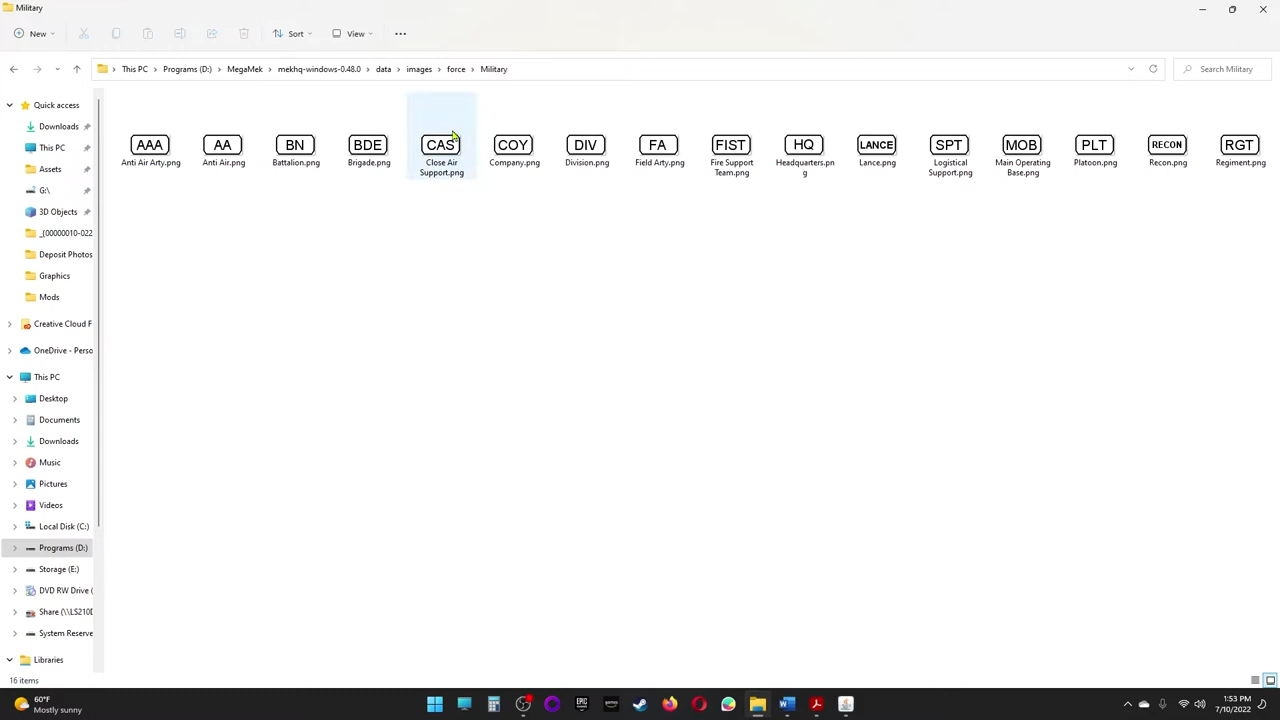 Military
New
Sort
View
This PC
Programs (D:)
MegaMek
mekhq-windows-0.48.0
data
images
force
Military
Search Military
Quick access
Downloads
This PC
Assets
G:\
3D Objects
_{00000010-022
Deposit Photos
Graphics
Mods
Creative Cloud F
OneDrive - Perso
This PC
Desktop
Documents
Downloads
Music
Pictures
Videos
Local Disk (C:)
Programs (D:)
Storage (E:)
DVD RW Drive (
Share (\\LS210D
System Reserve
Libraries
AAA
Anti Air Arty.png
AA
Anti Air.png
BN
Battalion.png
BDE
Brigade.png
CAS
Close Air
Support.png
COY
Company.png
DIV
Division.png
FA
Field Arty.png
FIST
Fire Support
Team.png
HQ
Headquarters.pn
g
LANCE
Lance.png
SPT
Logistical
Support.png
MOB
Main Operating
Base.png
PLT
Platoon.png
RECON
Recon.png
RGT
Regiment.png
16 items
60°F
Mostly sunny
EPIC
1:53 PM
7/10/2022